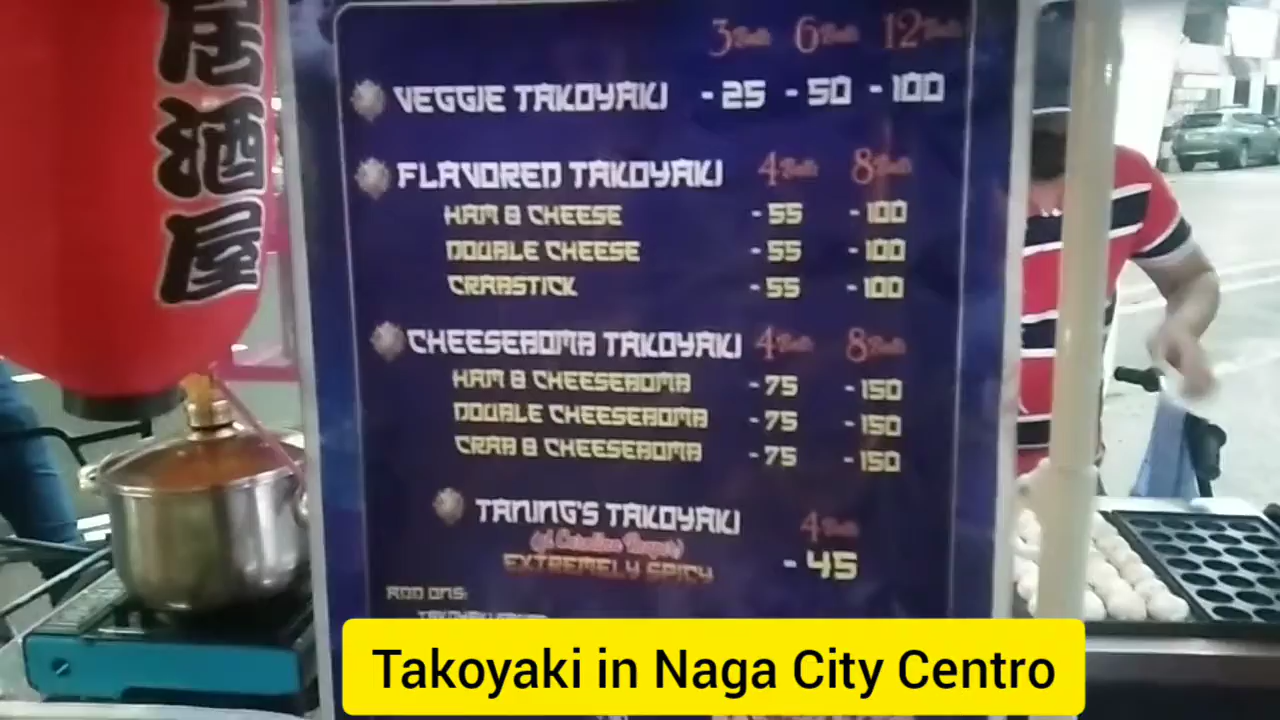 居酒屋
3 Balls 6 Balls 12 Balls
VEGGIE TAKOYAKI - 25 - 50 - 100
FLAVORED TAKOYAKI 4 Balls 8 Balls
HAM & CHEESE - 55 - 100
DOUBLE CHEESE - 55 - 100
CRABSTICK - 55 - 100
CHEESEBOMB TAKOYAKI 4 Balls 8 Balls
HAM & CHEESEBOMB - 75 - 150
DOUBLE CHEESEBOMB - 75 - 150
CRAB & CHEESEBOMB - 75 - 150
TANING'S TAKOYAKI 4 Balls
EXTREMELY SPICY - 45
ADD ONS:
Takoyaki in Naga City Centro